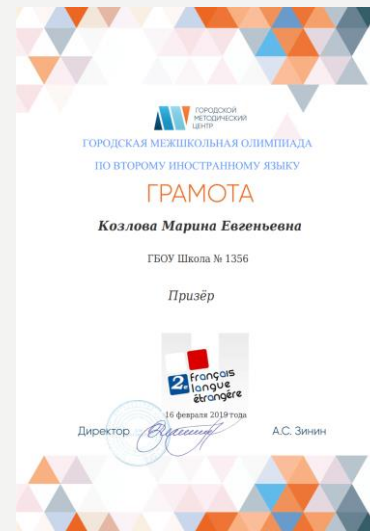 ГОРОДСКОЙ
МЕТОДИЧЕСКИЙ
ЦЕНТР
ГОРОДСКАЯ МЕЖШКОЛЬНАЯ ОЛИМПИАДА
ПО ВТОРОМУ ИНОСТРАННОМУ ЯЗЫКУ
ГРАМОТА
Козлова Марина Евгеньевна
ГБОУ Школа № 1356
Призёр
français
2. langue
étrangère
16 февраля 2019 года
Директор А.С. Зинин